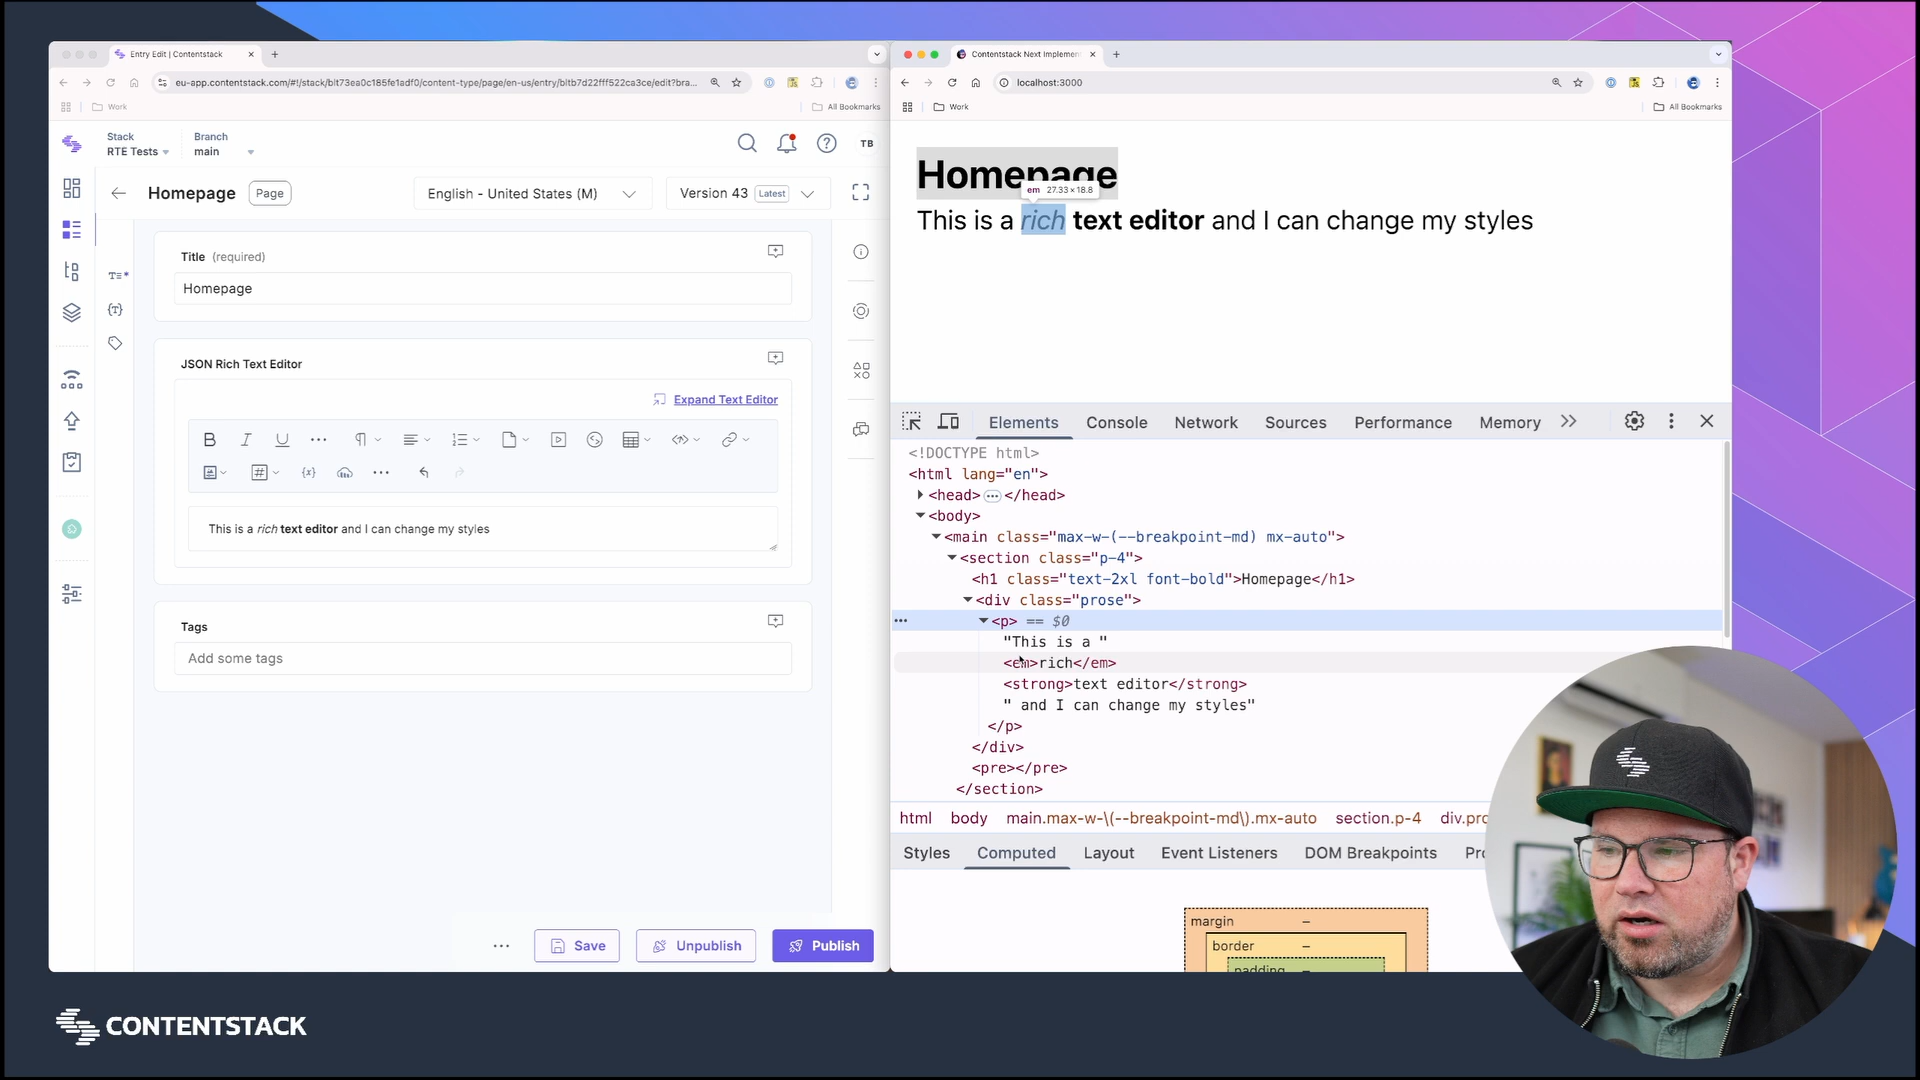 Entry Edit | Contentstack
eu-app.contentstack.com/#!/stack/blt73ea0c185fe1adf0/content-type/page/en-us/entry/bltb7d22fff522ca3ce/edit?bra...
Work
All Bookmarks
Stack
RTE Tests
Branch
main
TB
Homepage
Page
English - United States (M)
Version 43
Latest
Title (required)
Homepage
JSON Rich Text Editor
Expand Text Editor
This is a rich text editor and I can change my styles
Tags
Add some tags
Save
Unpublish
Publish
Contentstack Next Implemen
localhost:3000
Work
All Bookmarks
Homepage
em 27.33×18.8
This is a rich text editor and I can change my styles
Elements
Console
Network
Sources
Performance
Memory
<!DOCTYPE html>
<html lang="en">
<head> ... </head>
<body>
<main class="max-w-(--breakpoint-md) mx-auto">
<section class="p-4">
<h1 class="text-2xl font-bold">Homepage</h1>
<div class="prose">
<p> == $0
"This is a "
<em>rich</em>
<strong>text editor</strong>
" and I can change my styles"
</p>
</div>
<pre></pre>
</section>
html body main.max-w-\(--breakpoint-md\).mx-auto section.p-4 div.pro
Styles
Computed
Layout
Event Listeners
DOM Breakpoints
Pr
margin
border
padding
CONTENTSTACK